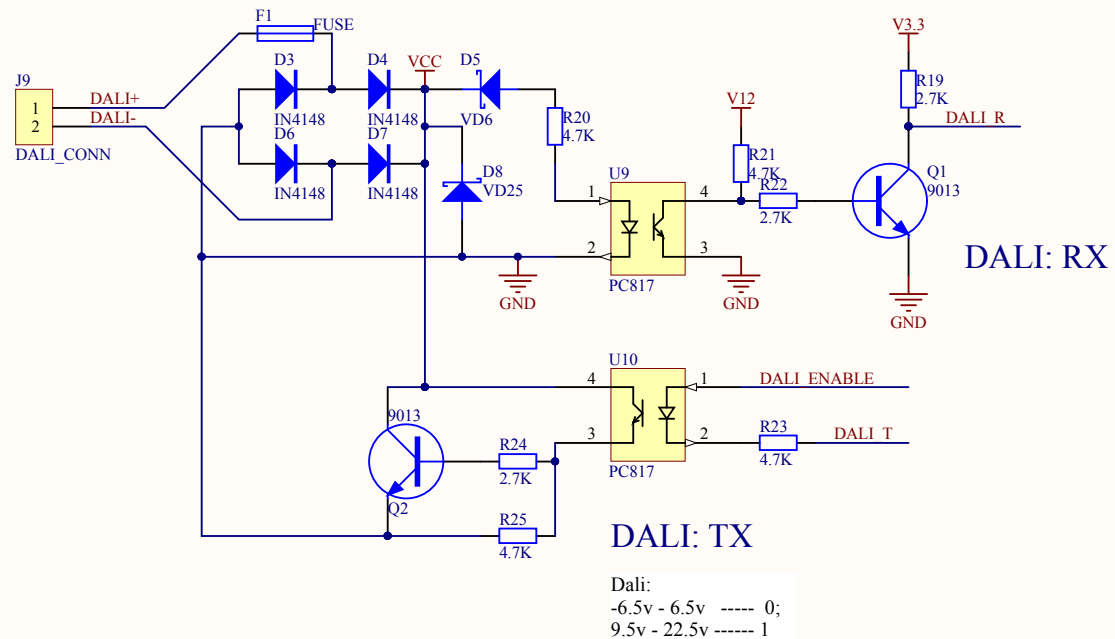 F1
FUSE
J9
1
2
DALI+
DALI-
DALI_CONN
D3
IN4148
D4
IN4148
D6
IN4148
D7
IN4148
VCC
D5
VD6
D8
VD25
R20
4.7K
U9
1
2
4
3
PC817
GND
V12
R21
4.7K
R22
2.7K
GND
V3.3
R19
2.7K
DALI_R
Q1
9013
GND
DALI: RX
U10
4
3
1
2
PC817
DALI_ENABLE
DALI_T
R23
4.7K
9013
Q2
R24
2.7K
R25
4.7K
DALI: TX
Dali:
-6.5v - 6.5v ----- 0;
9.5v - 22.5v ------ 1